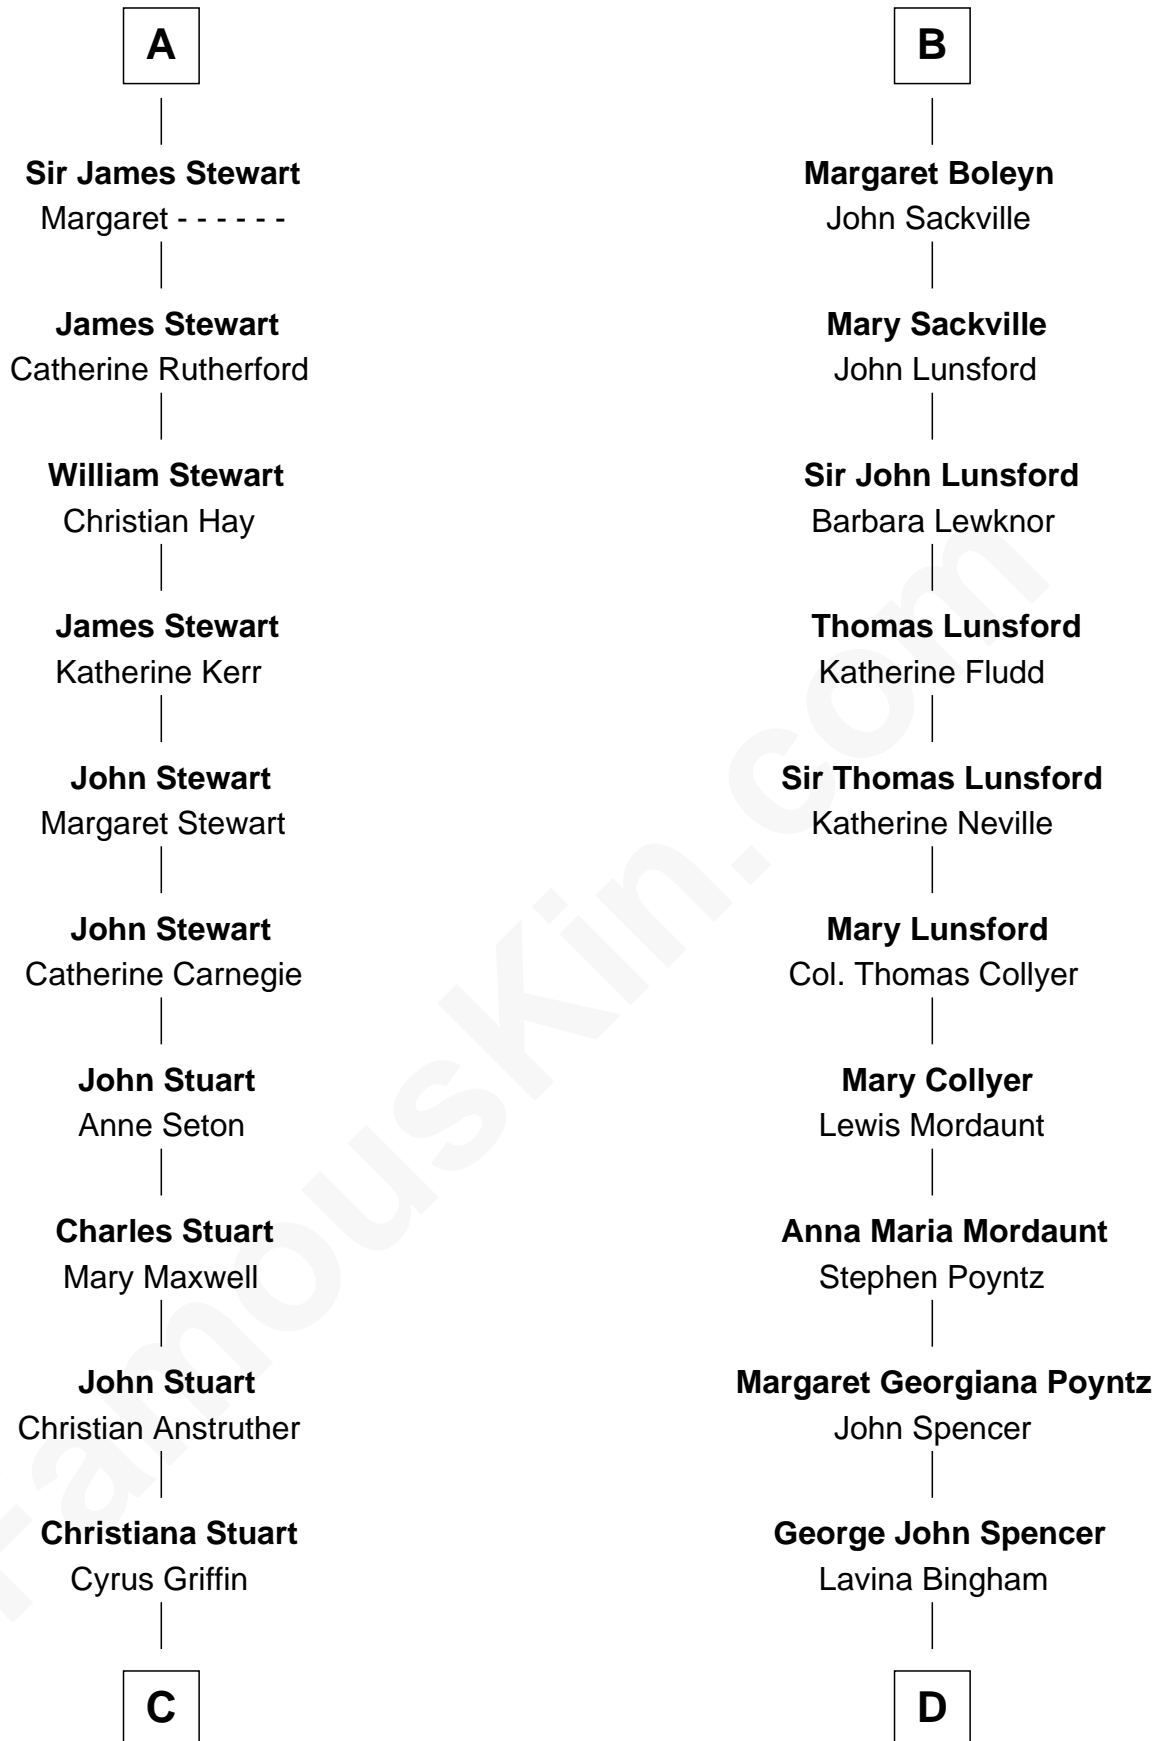 A
Sir James Stewart
Margaret - - - - - -
James Stewart
Catherine Rutherford
William Stewart
Christian Hay
James Stewart
Katherine Kerr
John Stewart
Margaret Stewart
John Stewart
Catherine Carnegie
John Stuart
Anne Seton
Charles Stuart
Mary Maxwell
John Stuart
Christian Anstruther
Christiana Stuart
Cyrus Griffin
C
B
Margaret Boleyn
John Sackville
Mary Sackville
John Lunsford
Sir John Lunsford
Barbara Lewknor
Thomas Lunsford
Katherine Fludd
Sir Thomas Lunsford
Katherine Neville
Mary Lunsford
Col. Thomas Collyer
Mary Collyer
Lewis Mordaunt
Anna Maria Mordaunt
Stephen Poyntz
Margaret Georgiana Poyntz
John Spencer
George John Spencer
Lavina Bingham
D
FamousKin.com